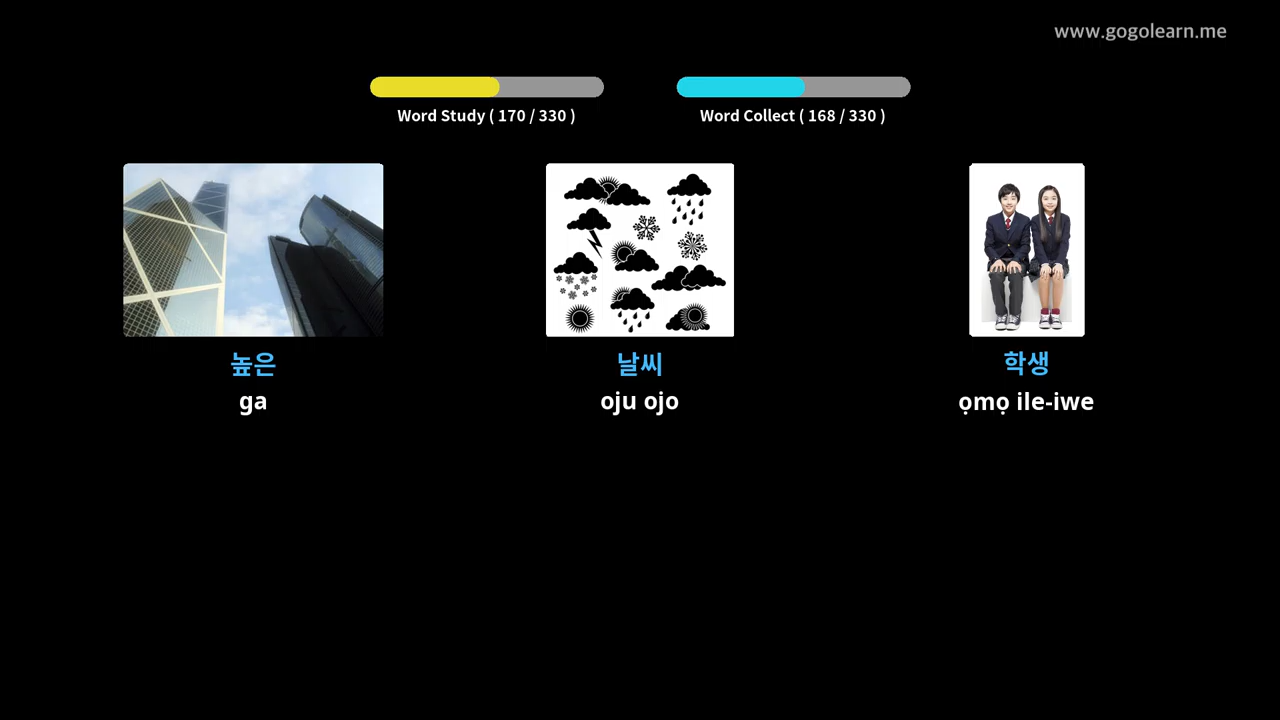 www.gogolearn.me
Word Study ( 170 / 330 )
Word Collect ( 168 / 330 )
높은
날씨
학생
ga
oju ojo
ọmọ ile-iwe